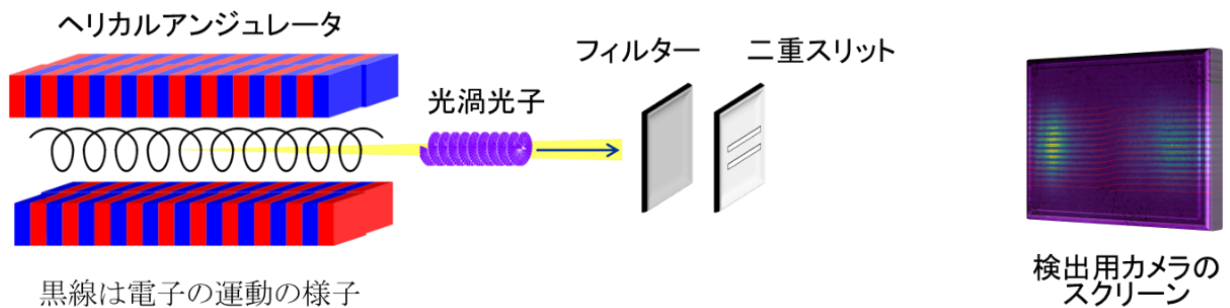 ヘリカルアンジュレータ
光渦光子
フィルター
二重スリット
黒線は電子の運動の様子
検出用カメラの
スクリーン